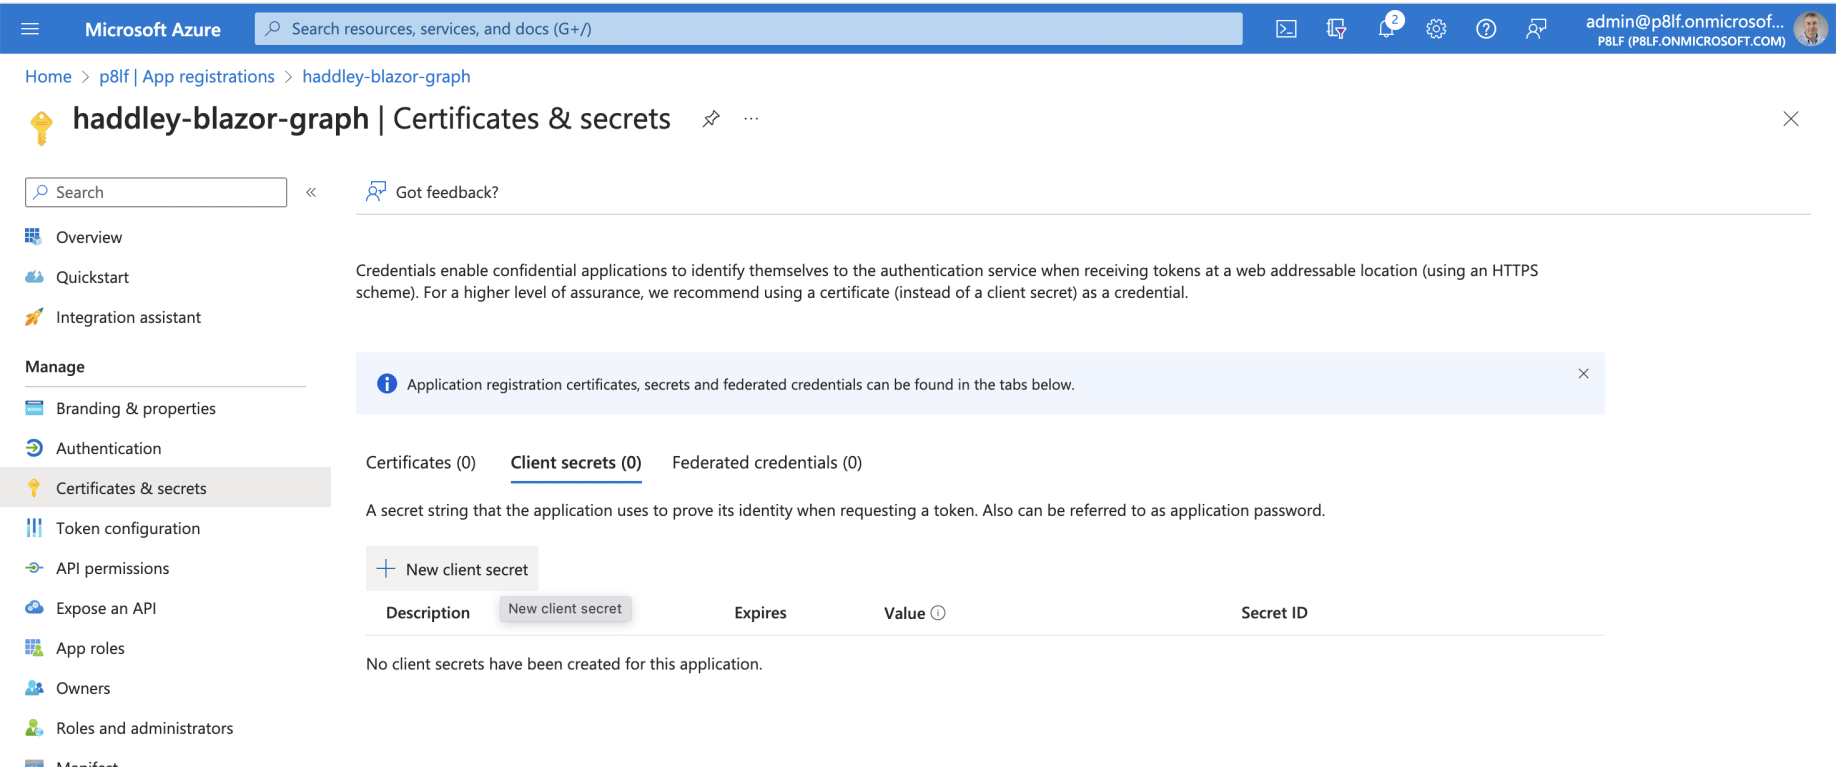 Microsoft Azure
Search resources, services, and docs (G+/)
2
admin@p8lf.onmicrosof...
P8LF (P8LF.ONMICROSOFT.COM)
Home > p8lf | App registrations > haddley-blazor-graph
haddley-blazor-graph | Certificates & secrets
Search
Overview
Quickstart
Integration assistant
Manage
Branding & properties
Authentication
Certificates & secrets
Token configuration
API permissions
Expose an API
App roles
Owners
Roles and administrators
Manifest
Got feedback?
Credentials enable confidential applications to identify themselves to the authentication service when receiving tokens at a web addressable location (using an HTTPS
scheme). For a higher level of assurance, we recommend using a certificate (instead of a client secret) as a credential.
Application registration certificates, secrets and federated credentials can be found in the tabs below.
Certificates (0) Client secrets (0) Federated credentials (0)
A secret string that the application uses to prove its identity when requesting a token. Also can be referred to as application password.
New client secret
New client secret
Description Expires Value Secret ID
No client secrets have been created for this application.